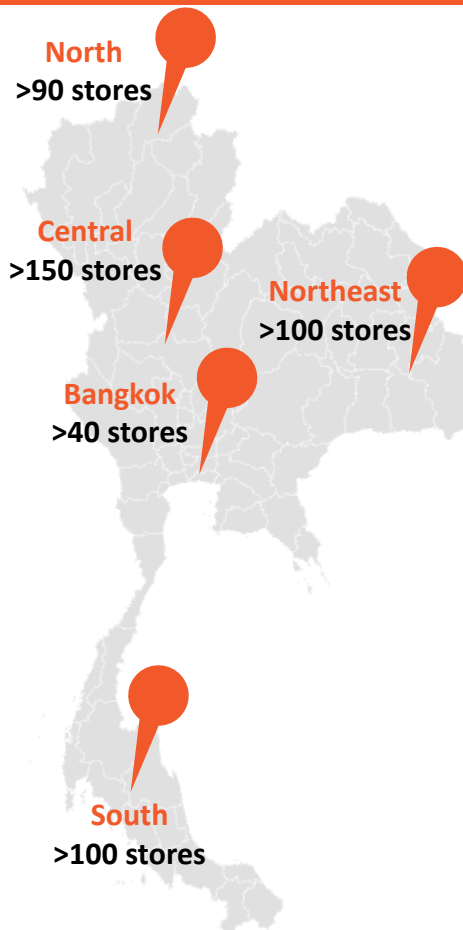 North
>90 stores
Central
>150 stores
Northeast
>100 stores
Bangkok
>40 stores
South
>100 stores